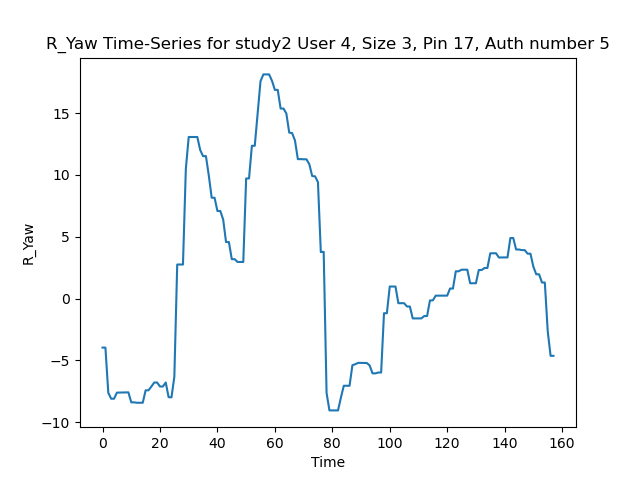 R_Yaw Time-Series for study2 User 4, Size 3, Pin 17, Auth number 5
R_Yaw
15
10
5
0
−5
−10
0 20 40 60 80 100 120 140 160
Time